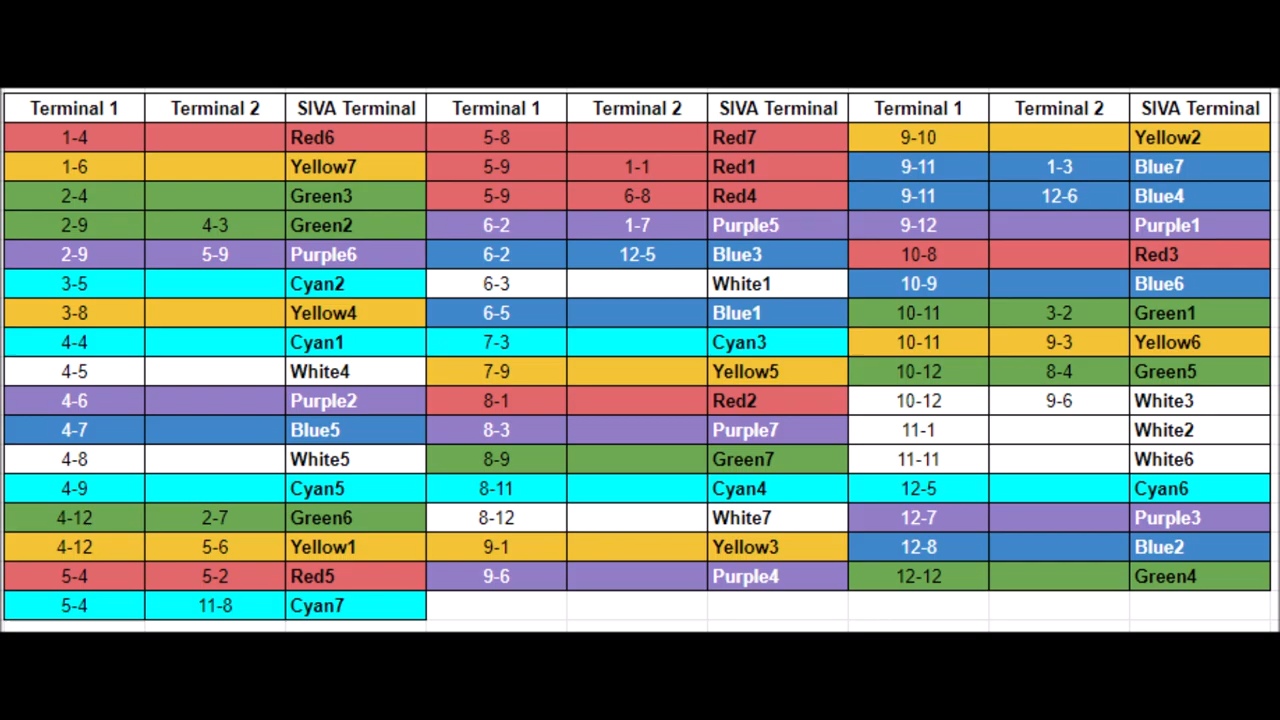 Terminal 1 Terminal 2 SIVA Terminal Terminal 1 Terminal 2 SIVA Terminal Terminal 1 Terminal 2 SIVA Terminal
1-4 Red6 5-8 Red7 9-10 Yellow2
1-6 Yellow7 5-9 1-1 Red1 9-11 1-3 Blue7
2-4 Green3 5-9 6-8 Red4 9-11 12-6 Blue4
2-9 4-3 Green2 6-2 1-7 Purple5 9-12 Purple1
2-9 5-9 Purple6 6-2 12-5 Blue3 10-8 Red3
3-5 Cyan2 6-3 White1 10-9 Blue6
3-8 Yellow4 6-5 Blue1 10-11 3-2 Green1
4-4 Cyan1 7-3 Cyan3 10-11 9-3 Yellow6
4-5 White4 7-9 Yellow5 10-12 8-4 Green5
4-6 Purple2 8-1 Red2 10-12 9-6 White3
4-7 Blue5 8-3 Purple7 11-1 White2
4-8 White5 8-9 Green7 11-11 White6
4-9 Cyan5 8-11 Cyan4 12-5 Cyan6
4-12 2-7 Green6 8-12 White7 12-7 Purple3
4-12 5-6 Yellow1 9-1 Yellow3 12-8 Blue2
5-4 5-2 Red5 9-6 Purple4 12-12 Green4
5-4 11-8 Cyan7